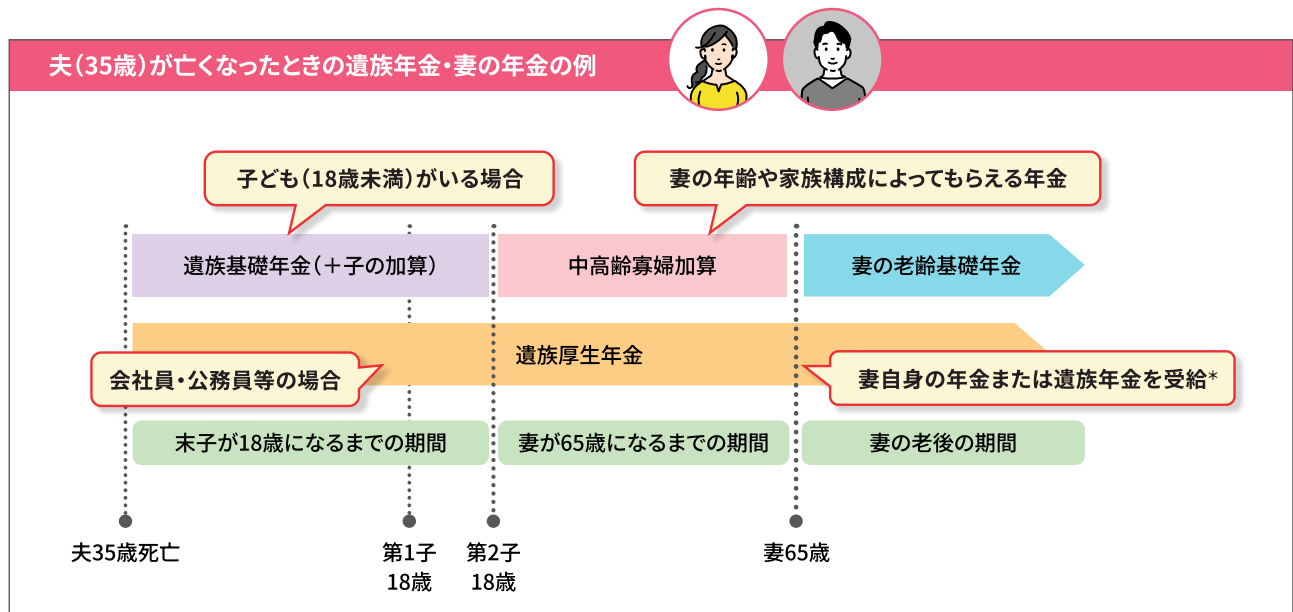 夫（35歳）が亡くなったときの遺族年金・妻の年金の例
子ども（18歳未満）がいる場合
妻の年齢や家族構成によってもらえる年金
遺族基礎年金（＋子の加算）
中高齢寡婦加算
妻の老齢基礎年金
遺族厚生年金
会社員・公務員等の場合
妻自身の年金または遺族年金を受給*
末子が18歳になるまでの期間
妻が65歳になるまでの期間
妻の老後の期間
夫35歳死亡
第1子
18歳
第2子
18歳
妻65歳